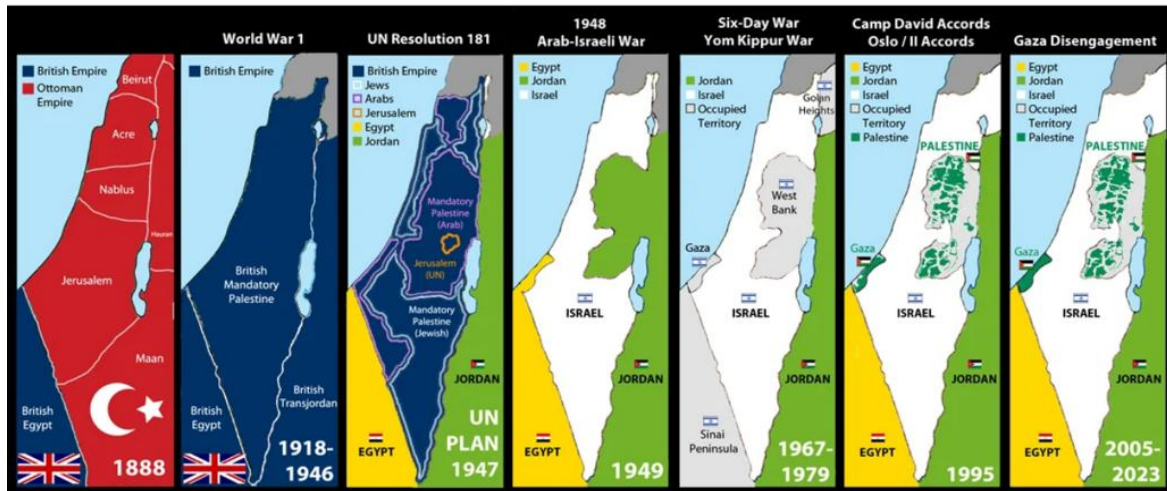 British Empire
Ottoman
Empire
Beirut
Acre
Nablus
Hauran
Jerusalem
Maan
British
Egypt
1888
World War 1
British Empire
British
Mandatory
Palestine
British
Transjordan
British
Egypt
1918-
1946
UN Resolution 181
British Empire
Jews
Arabs
Jerusalem
Egypt
Jordan
Mandatory
Palestine
(Arab)
Jerusalem
(UN)
Mandatory
Palestine
(Jewish)
JORDAN
EGYPT
UN
PLAN
1947
1948
Arab-Israeli War
Egypt
Jordan
Israel
ISRAEL
JORDAN
EGYPT
1949
Six-Day War
Yom Kippur War
Jordan
Israel
Occupied
Territory
Golan
Heights
West
Bank
Gaza
ISRAEL
JORDAN
Sinai
Peninsula
1967-
1979
Camp David Accords
Oslo / II Accords
Egypt
Jordan
Israel
Occupied
Territory
Palestine
PALESTINE
Gaza
ISRAEL
JORDAN
EGYPT
1995
Gaza Disengagement
Egypt
Jordan
Israel
Occupied
Territory
Palestine
PALESTINE
Gaza
ISRAEL
JORDAN
EGYPT
2005-
2023